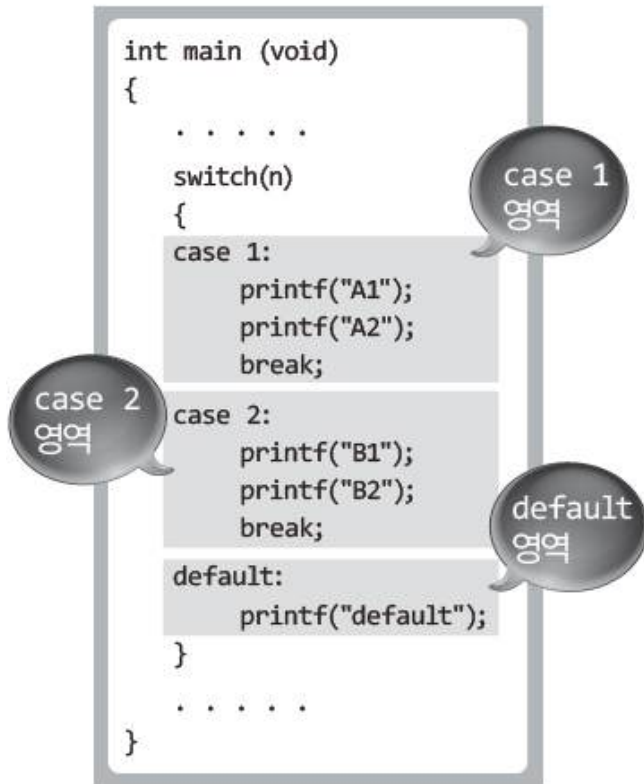 int main (void)
{
. . . . .
switch(n)
{
case 1
영역
case 1:
printf("A1");
printf("A2");
break;
case 2
영역
case 2:
printf("B1");
printf("B2");
break;
default
영역
default:
printf("default");
}
. . . . .
}